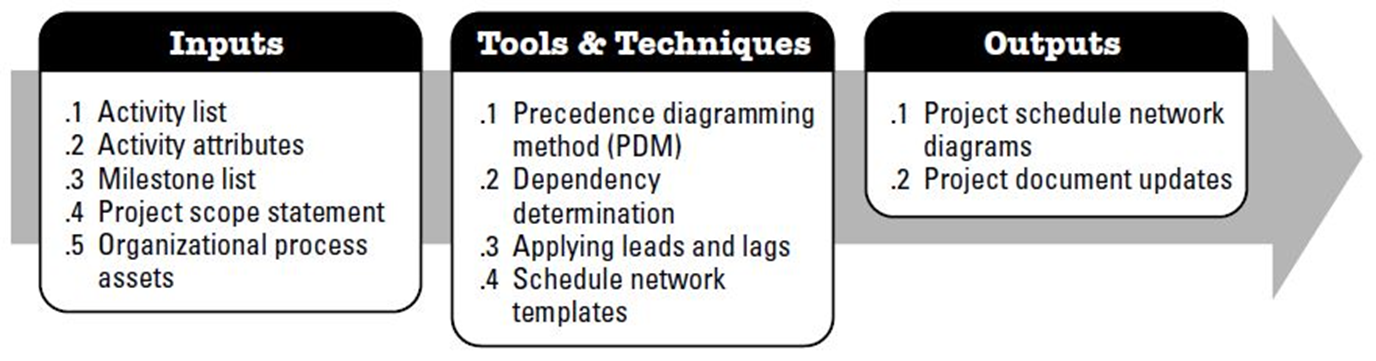 Inputs
.1 Activity list
.2 Activity attributes
.3 Milestone list
.4 Project scope statement
.5 Organizational process
assets
Tools & Techniques
.1 Precedence diagramming
method (PDM)
.2 Dependency
determination
.3 Applying leads and lags
.4 Schedule network
templates
Outputs
.1 Project schedule network
diagrams
.2 Project document updates